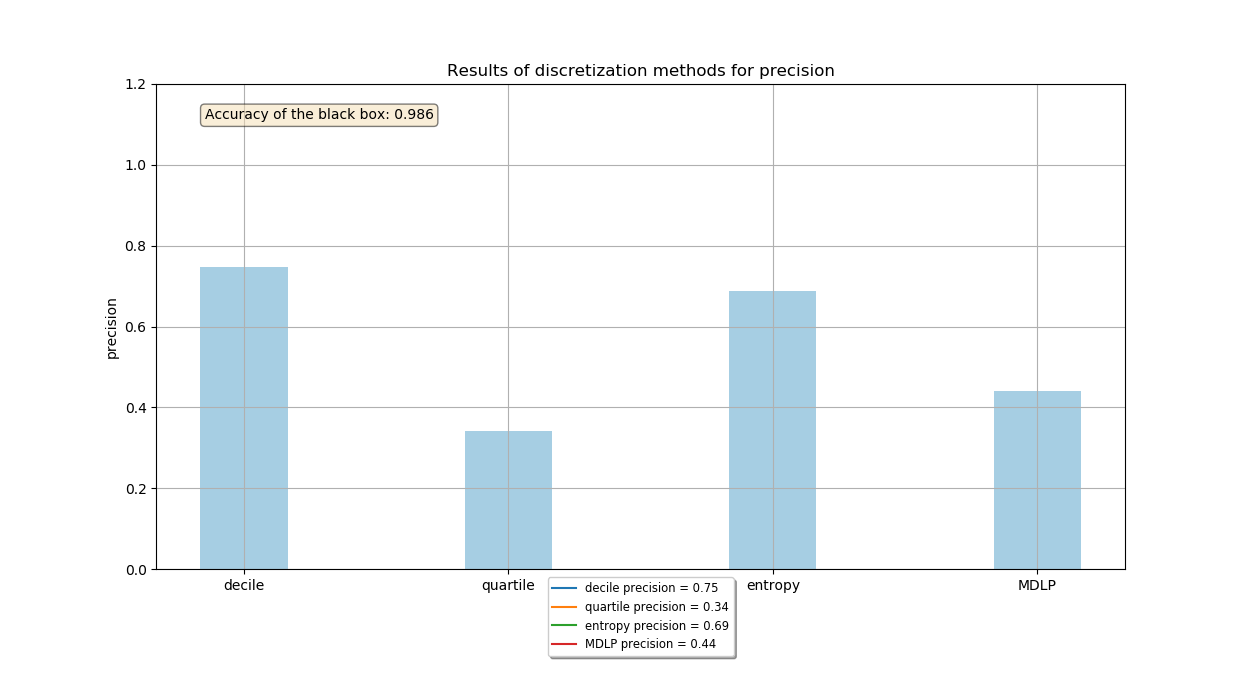 Results of discretization methods for precision
1.2
Accuracy of the black box: 0.986
1.0
0.8
0.6
0.4
0.2
0.0
precision
decile quartile entropy MDLP
decile precision = 0.75
quartile precision = 0.34
entropy precision = 0.69
MDLP precision = 0.44